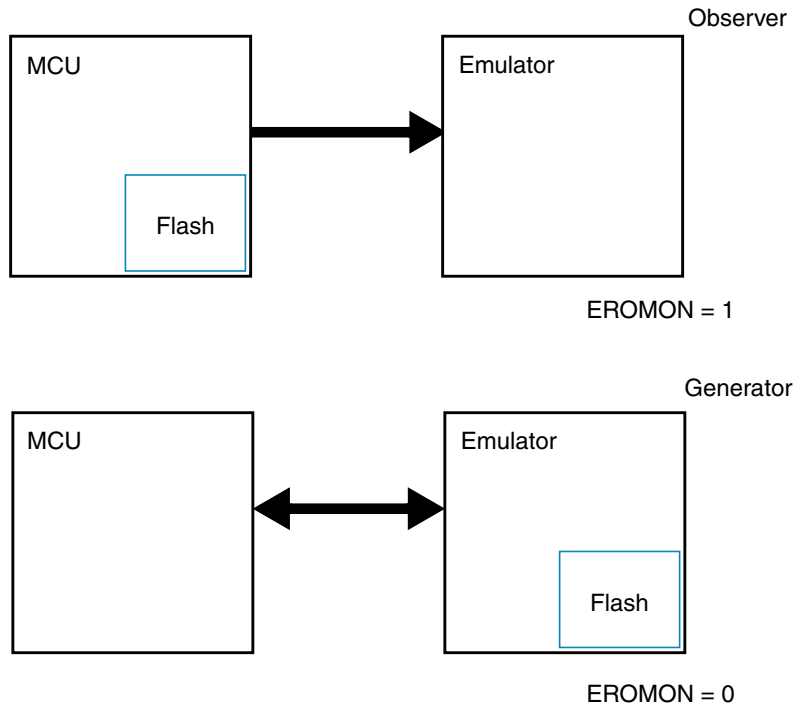 Observer
MCU
Emulator
Flash
EROMON = 1
Generator
MCU
Emulator
Flash
EROMON = 0